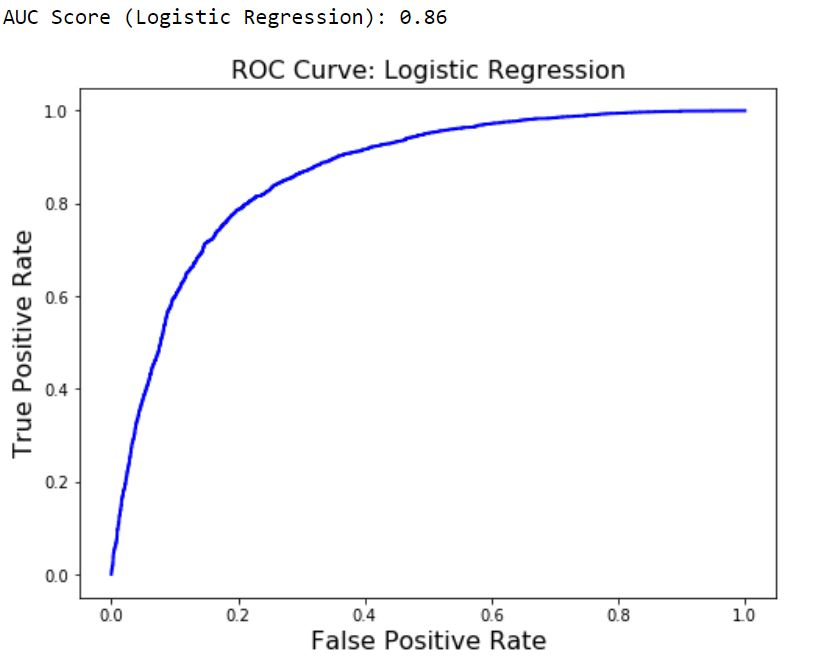 AUC Score (Logistic Regression): 0.86
ROC Curve: Logistic Regression
1.0
0.8
0.6
0.4
0.2
0.0
True Positive Rate
0.0 0.2 0.4 0.6 0.8 1.0
False Positive Rate